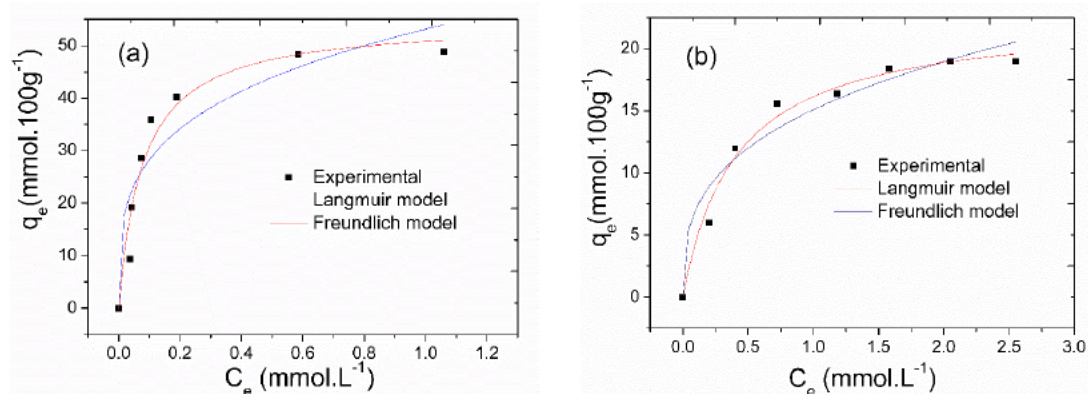 (a)
50
40
30
20
10
0
q_e(mmol.100g⁻¹)
Experimental
Langmuir model
Freundlich model
0.0 0.2 0.4 0.6 0.8 1.0 1.2
C_e (mmol.L⁻¹)
(b)
20
15
10
5
0
q_e(mmol.100g⁻¹)
Experimental
Langmuir model
Freundlich model
0.0 0.5 1.0 1.5 2.0 2.5 3.0
C_e (mmol.L⁻¹)